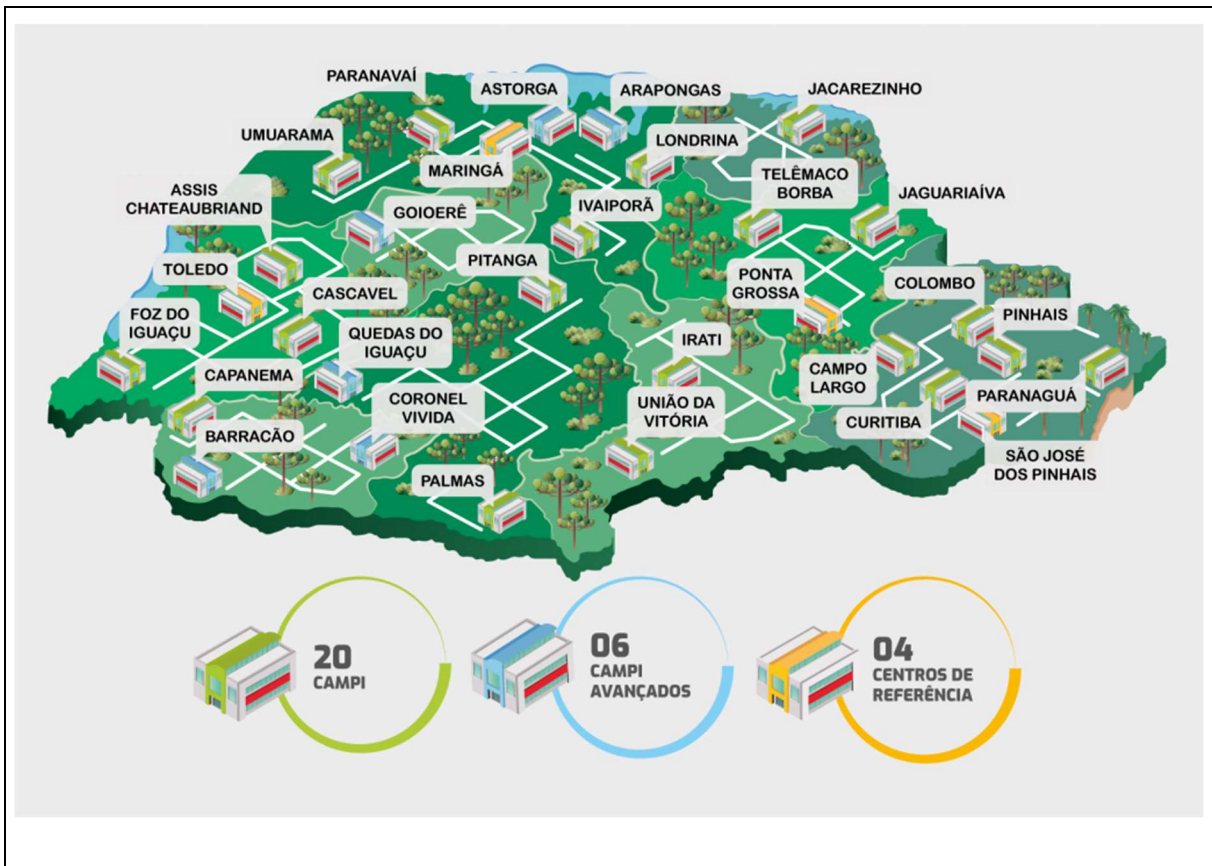 PARANAVAÍ
ASTORGA
ARAPONGAS
JACAREZINHO
UMUARAMA
MARINGÁ
LONDRINA
TELÊMACO
BORBA
ASSIS
CHATEAUBRIAND
GOIOERÊ
IVAIPORÃ
JAGUARIAÍVA
TOLEDO
PITANGA
PONTA
GROSSA
COLOMBO
FOZ DO
IGUAÇU
CASCAVEL
PINHAIS
QUEDAS DO
IGUAÇU
IRATI
CAPANEMA
CAMPO
LARGO
CORONEL
VIVIDA
UNIÃO DA
VITÓRIA
PARANAGUÁ
BARRACÃO
CURITIBA
PALMAS
SÃO JOSÉ
DOS PINHAIS
20
CAMPI
06
CAMPI
AVANÇADOS
04
CENTROS DE
REFERÊNCIA